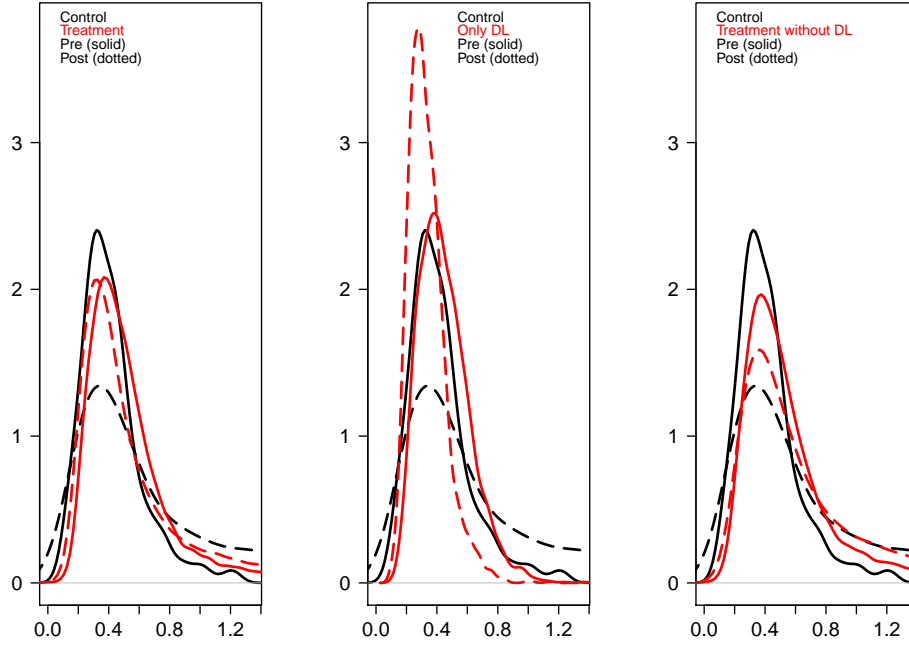 Control
Treatment
Pre (solid)
Post (dotted)
3
2
1
0
0.0 0.4 0.8 1.2
Control
Only DL
Pre (solid)
Post (dotted)
3
2
1
0
0.0 0.4 0.8 1.2
Control
Treatment without DL
Pre (solid)
Post (dotted)
3
2
1
0
0.0 0.4 0.8 1.2